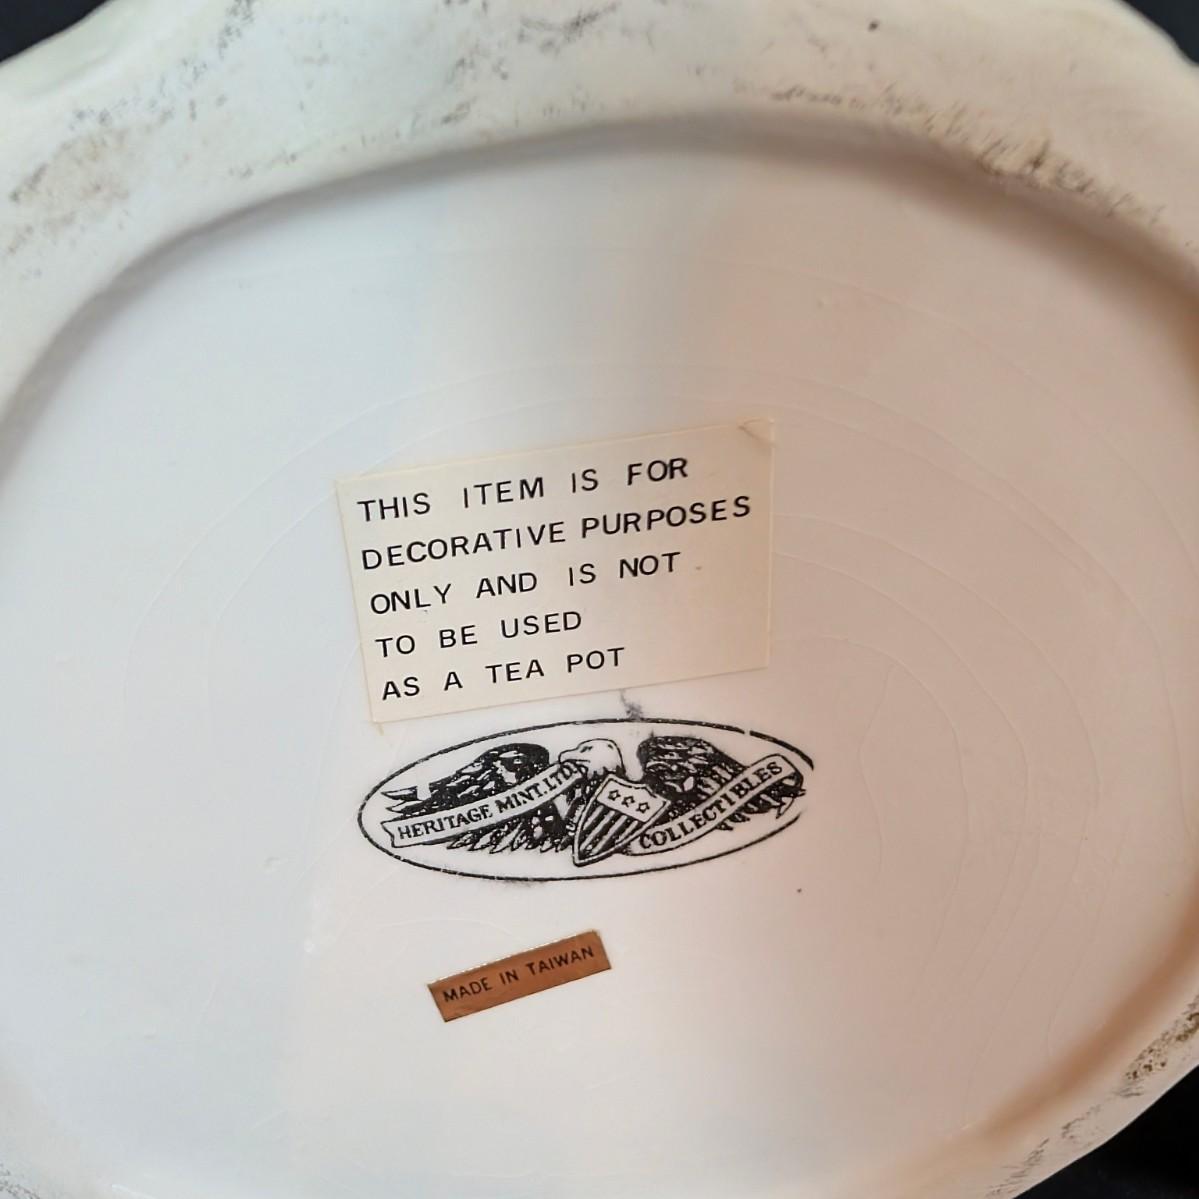 THIS ITEM IS FOR
DECORATIVE PURPOSES
ONLY AND IS NOT
TO BE USED
AS A TEA POT
HERITAGE MINT, LTD.
COLLECTIBLES
MADE IN TAIWAN